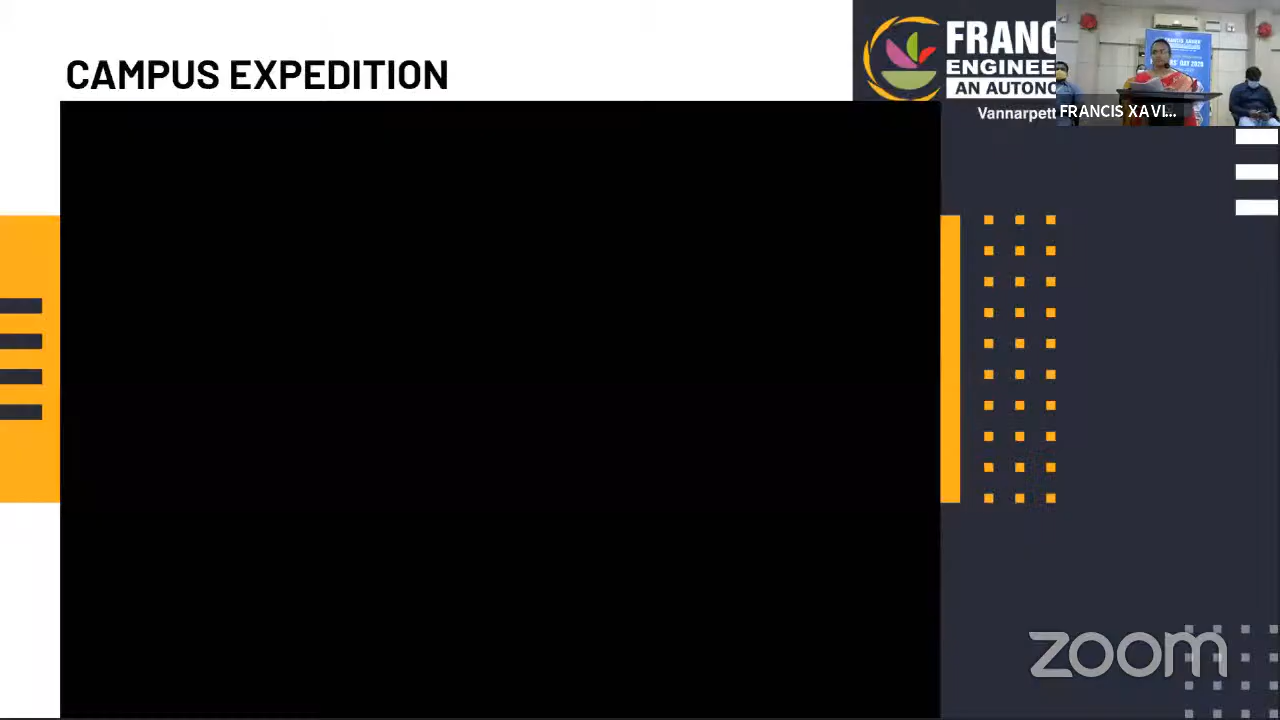 CAMPUS EXPEDITION
FRANC
ENGINEE
AN AUTONO
Vannarpett
FRANCIS XAVI...
zoom